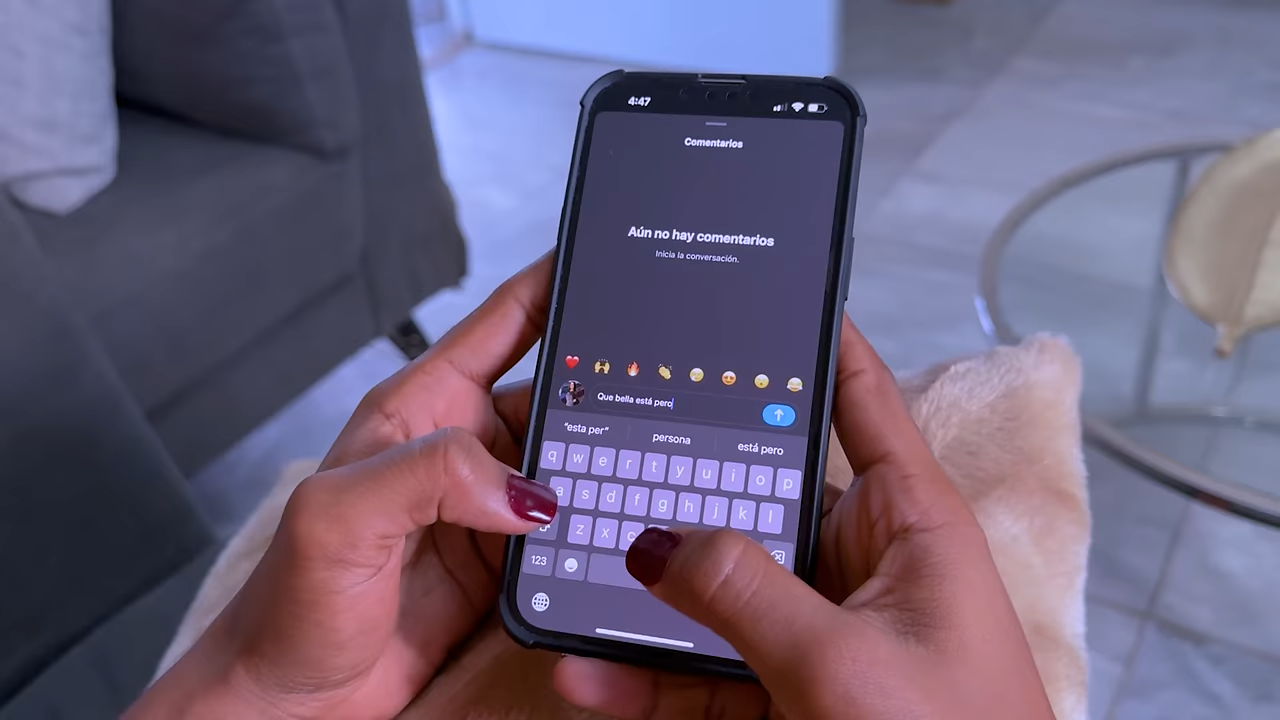 4:47
Comentarios
Aún no hay comentarios
Inicia la conversación.
Que bella está pero
"esta per" persona está pero
q w e r t y u i o p
a s d f g h j k l
z x c
123